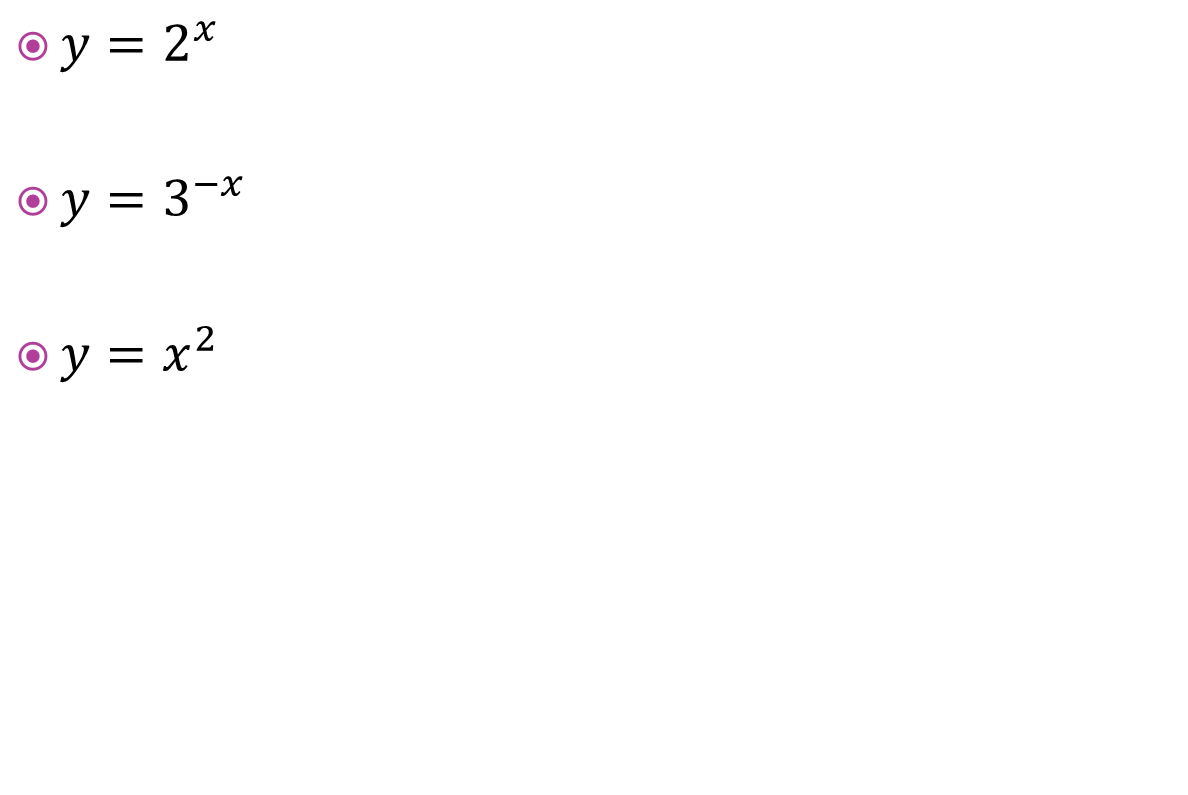 y = 2^x
y = 3^{-x}
y = x^2